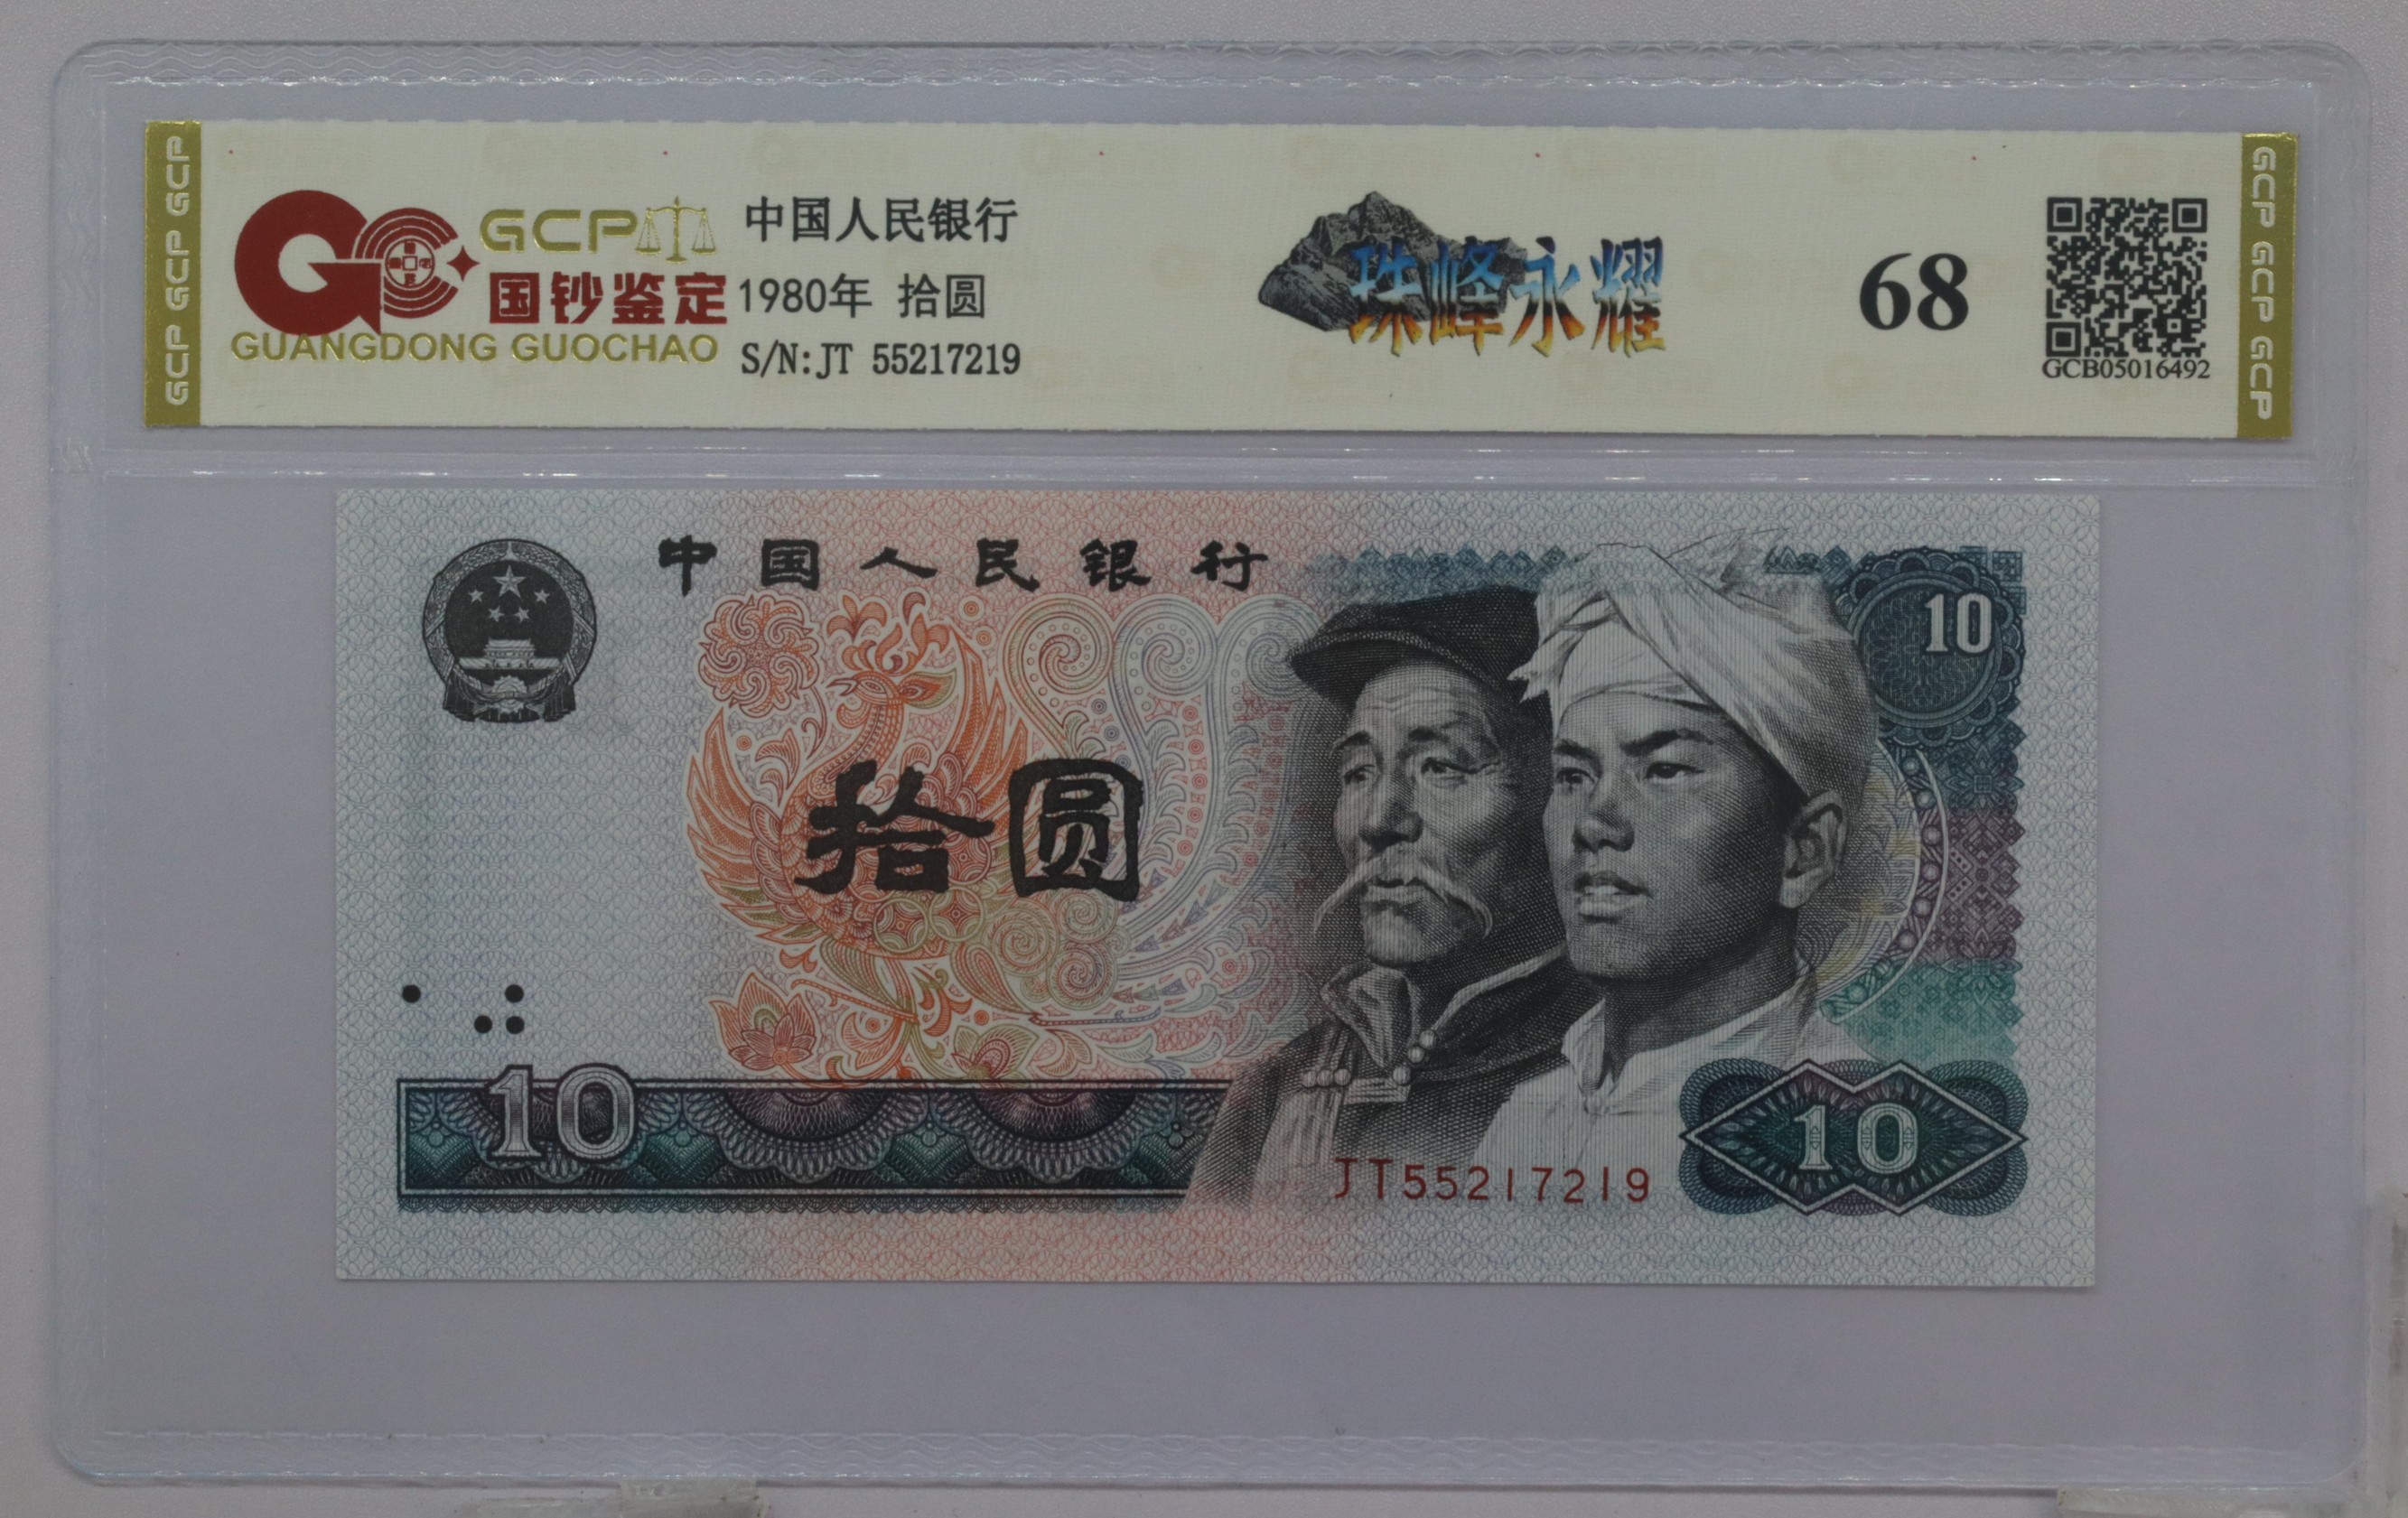 GCP GCP GCP
GCP
国钞鉴定
GUANGDONG GUOCHAO
中国人民银行
1980年 拾圆
S/N:JT 55217219
珠峰永耀
68
GCB05016492
GCP GCP GCP
中国人民银行
10
拾圆
10
JT55217219
10